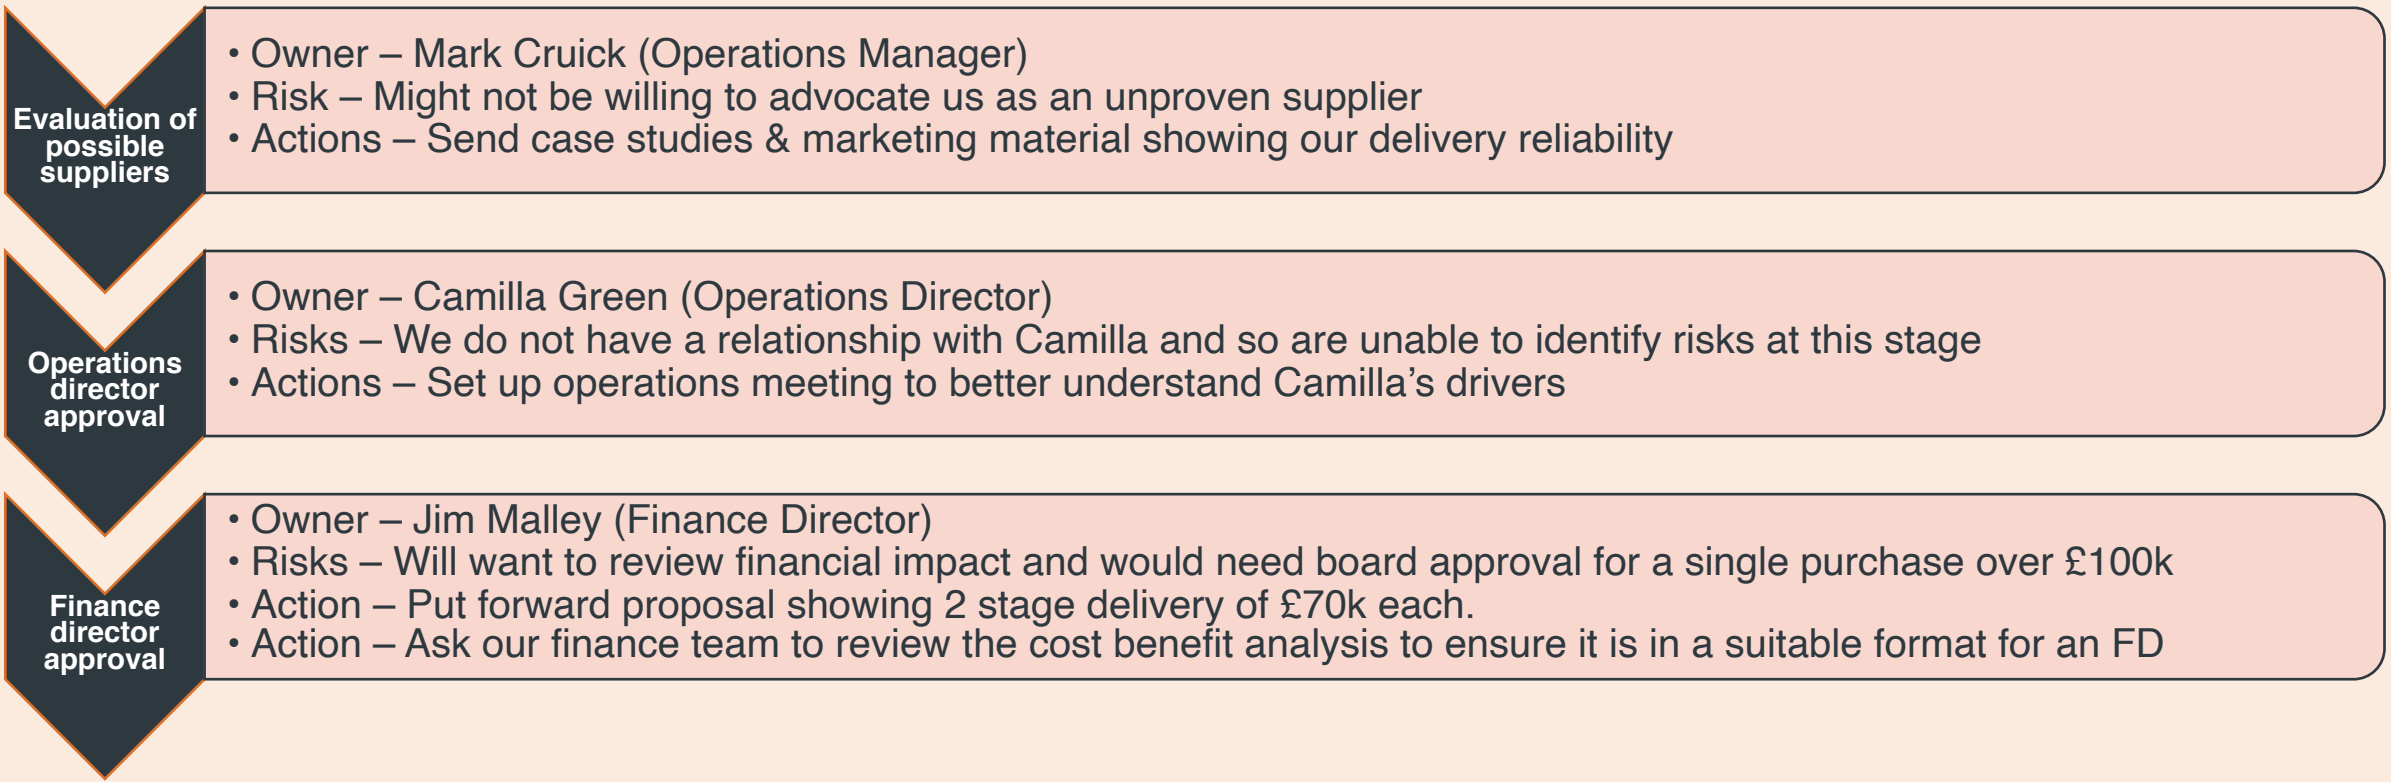 Evaluation of
possible
suppliers
• Owner – Mark Cruick (Operations Manager)
• Risk – Might not be willing to advocate us as an unproven supplier
• Actions – Send case studies & marketing material showing our delivery reliability
Operations
director
approval
• Owner – Camilla Green (Operations Director)
• Risks – We do not have a relationship with Camilla and so are unable to identify risks at this stage
• Actions – Set up operations meeting to better understand Camilla’s drivers
Finance
director
approval
• Owner – Jim Malley (Finance Director)
• Risks – Will want to review financial impact and would need board approval for a single purchase over £100k
• Action – Put forward proposal showing 2 stage delivery of £70k each.
• Action – Ask our finance team to review the cost benefit analysis to ensure it is in a suitable format for an FD